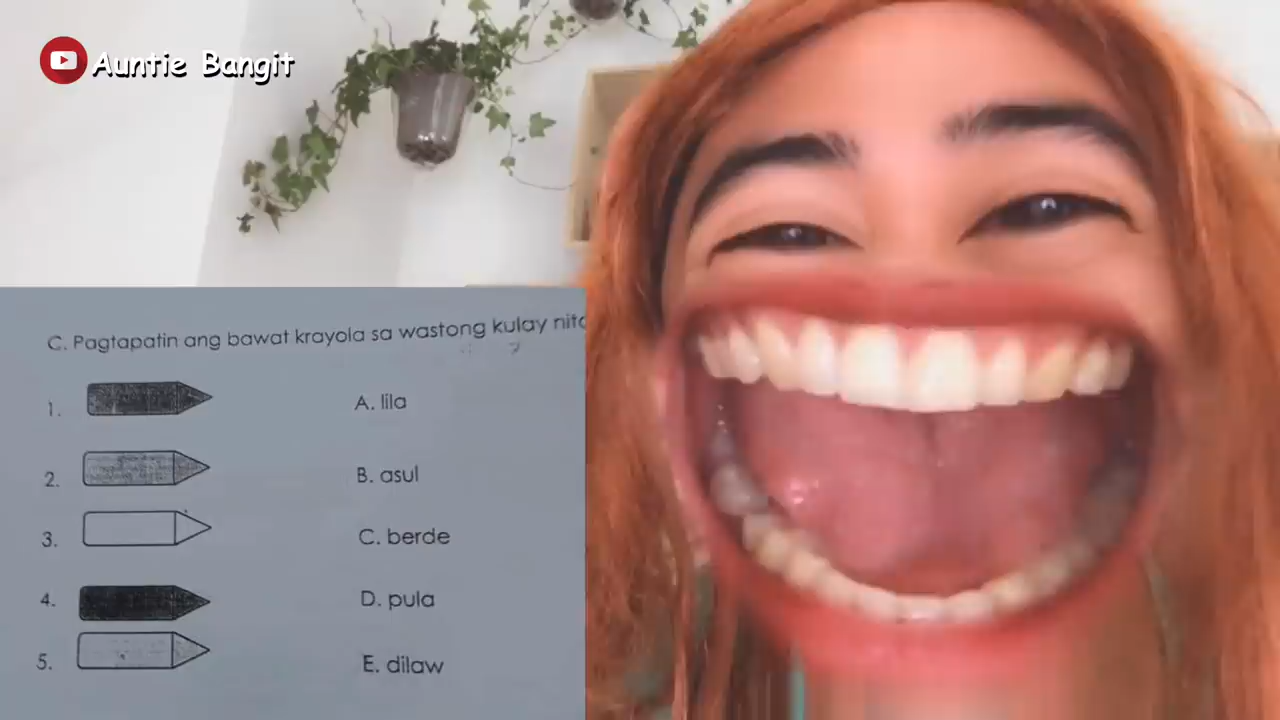 Auntie Bangit
C. Pagtapatin ang bawat krayola sa wastong kulay
1.
A. lila
2.
B. asul
3.
C. berde
4.
D. pula
5.
E. dilaw